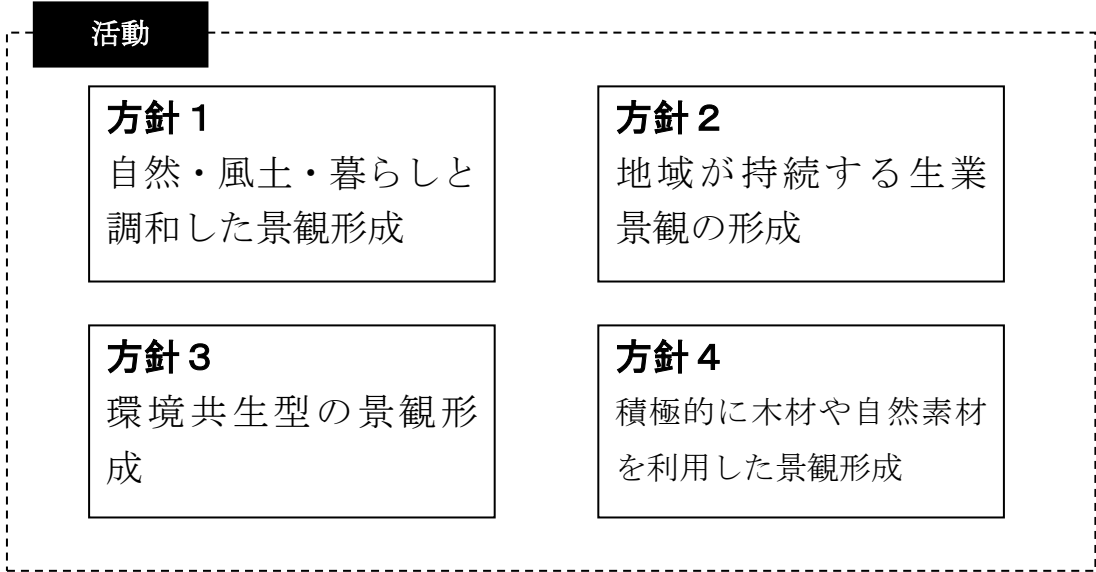 活動
方針1
自然・風土・暮らしと
調和した景観形成
方針2
地域が持続する生業
景観の形成
方針3
環境共生型の景観形
成
方針4
積極的に木材や自然素材
を利用した景観形成